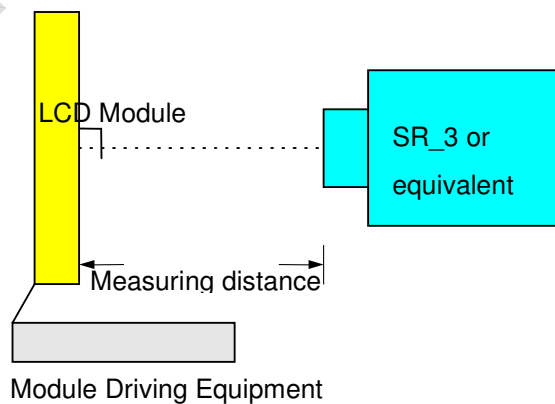 LCD Module
SR_3 or
equivalent
Measuring distance
Module Driving Equipment